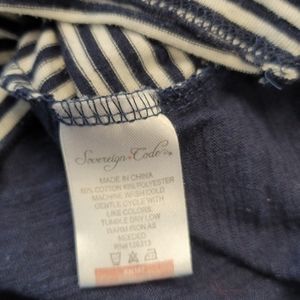 Sovereign Code
MADE IN CHINA
60% COTTON 40% POLYESTER
MACHINE WASH COLD
GENTLE CYCLE WITH
LIKE COLORS.
TUMBLE DRY LOW
WARM IRON AS
NEEDED